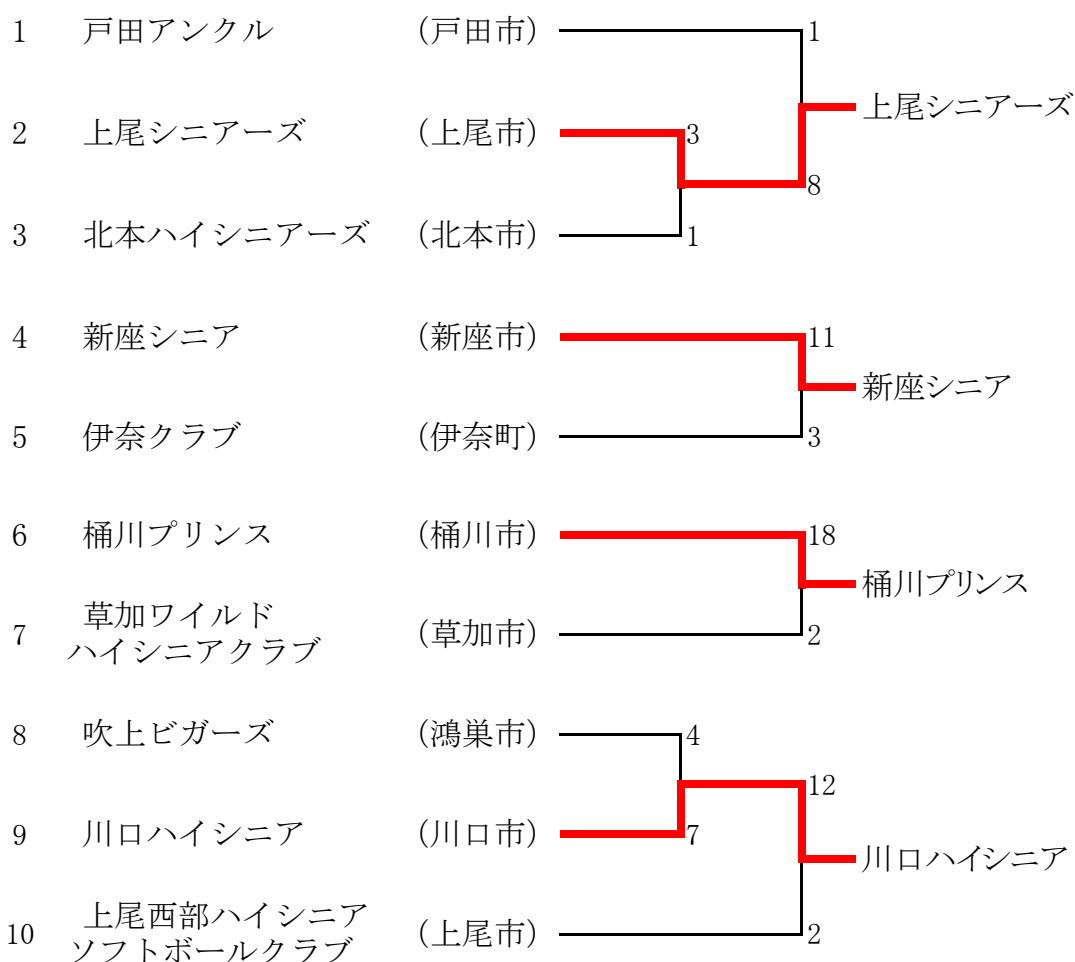 1 戸田アンクル (戸田市) 1
上尾シニアーズ
2 上尾シニアーズ (上尾市) 3
8
3 北本ハイシニアーズ (北本市) 1
4 新座シニア (新座市) 11
新座シニア
5 伊奈クラブ (伊奈町) 3
6 桶川プリンス (桶川市) 18
桶川プリンス
7 草加ワイルド
ハイシニアクラブ (草加市) 2
8 吹上ビガーズ (鴻巣市) 4
12
9 川口ハイシニア (川口市) 7
川口ハイシニア
10 上尾西部ハイシニア
ソフトボールクラブ (上尾市) 2